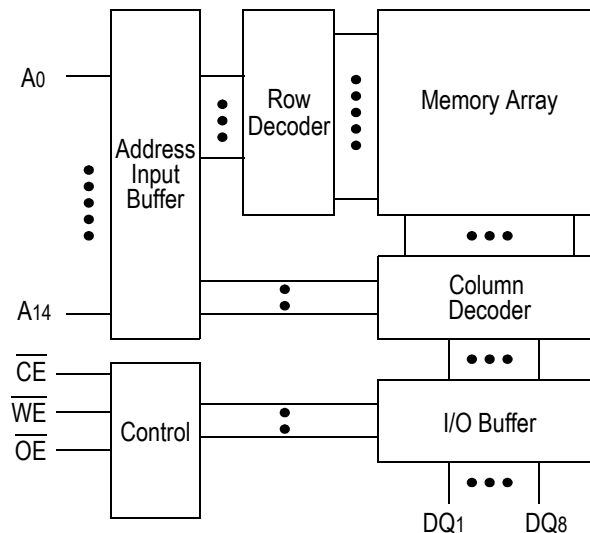 A0
Address
Input
Buffer
Row
Decoder
Memory Array
A14
Column
Decoder
CE
WE
OE
Control
I/O Buffer
DQ1
DQ8